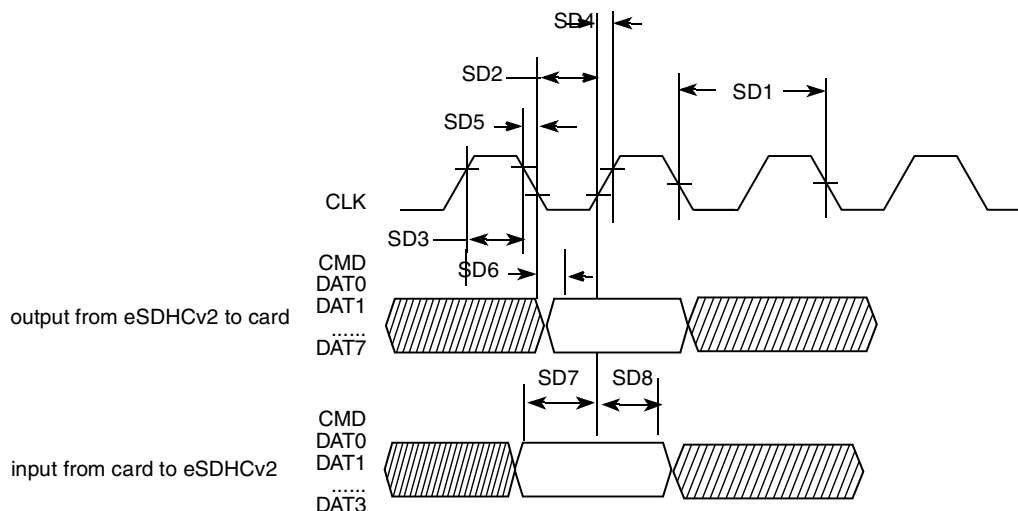 SD4
SD2
SD1
SD5
CLK
SD3
CMD
SD6
DAT0
output from eSDHCv2 to card
DAT1
......
DAT7
SD7
SD8
CMD
DAT0
input from card to eSDHCv2
DAT1
......
DAT3